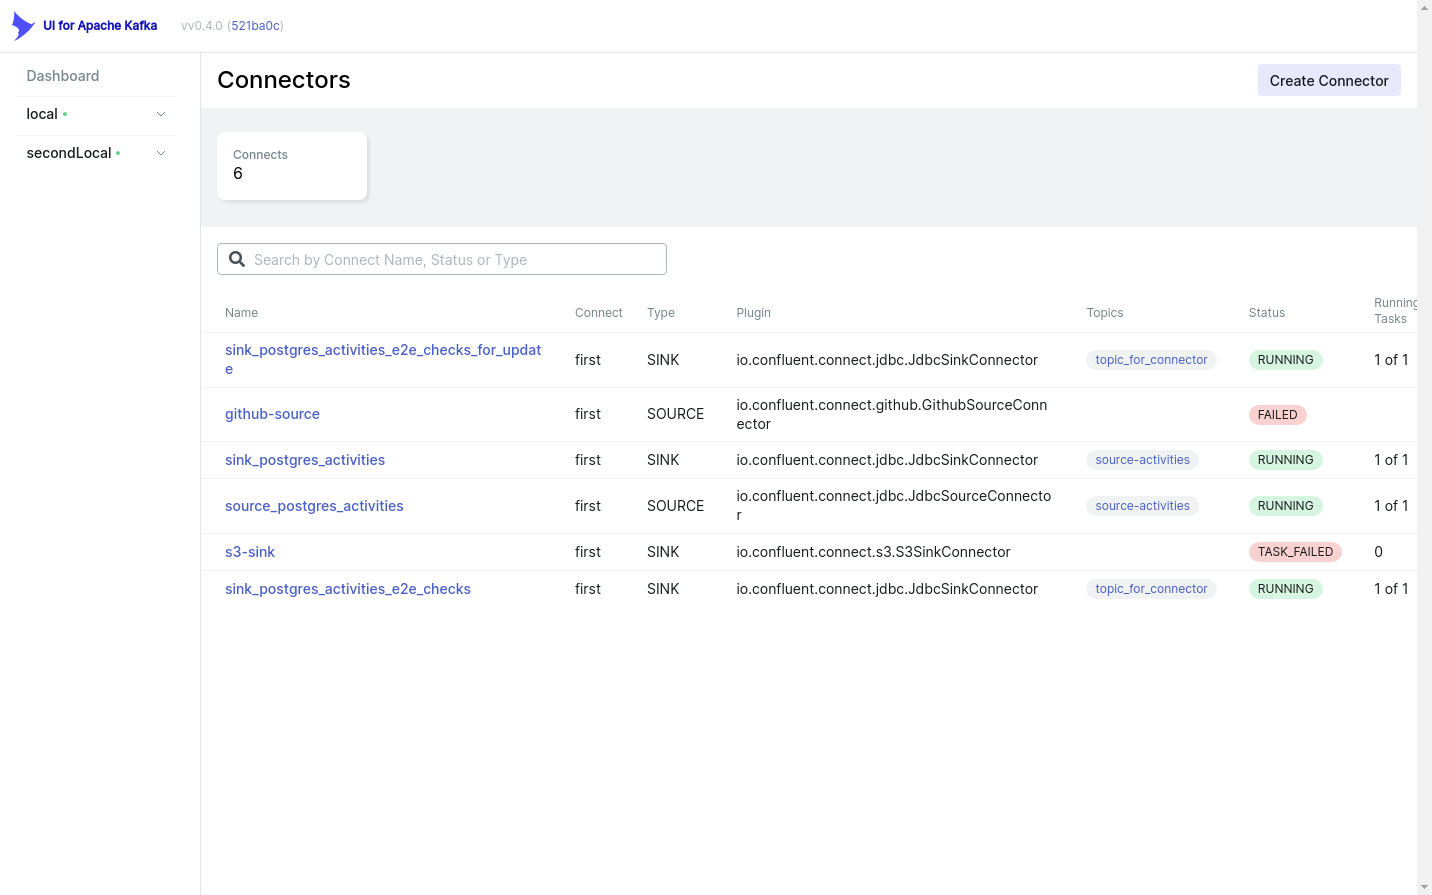 UI for Apache Kafka vv0.4.0 (521ba0c)
Dashboard
local
secondLocal
Connectors
Create Connector
Connects
6
Search by Connect Name, Status or Type
Name Connect Type Plugin Topics Status Running
Tasks
sink_postgres_activities_e2e_checks_for_updat
e
first SINK io.confluent.connect.jdbc.JdbcSinkConnector topic_for_connector RUNNING 1 of 1
github-source first SOURCE io.confluent.connect.github.GithubSourceConn
ector
FAILED
sink_postgres_activities first SINK io.confluent.connect.jdbc.JdbcSinkConnector source-activities RUNNING 1 of 1
source_postgres_activities first SOURCE io.confluent.connect.jdbc.JdbcSourceConnecto
r
source-activities RUNNING 1 of 1
s3-sink first SINK io.confluent.connect.s3.S3SinkConnector TASK_FAILED 0
sink_postgres_activities_e2e_checks first SINK io.confluent.connect.jdbc.JdbcSinkConnector topic_for_connector RUNNING 1 of 1